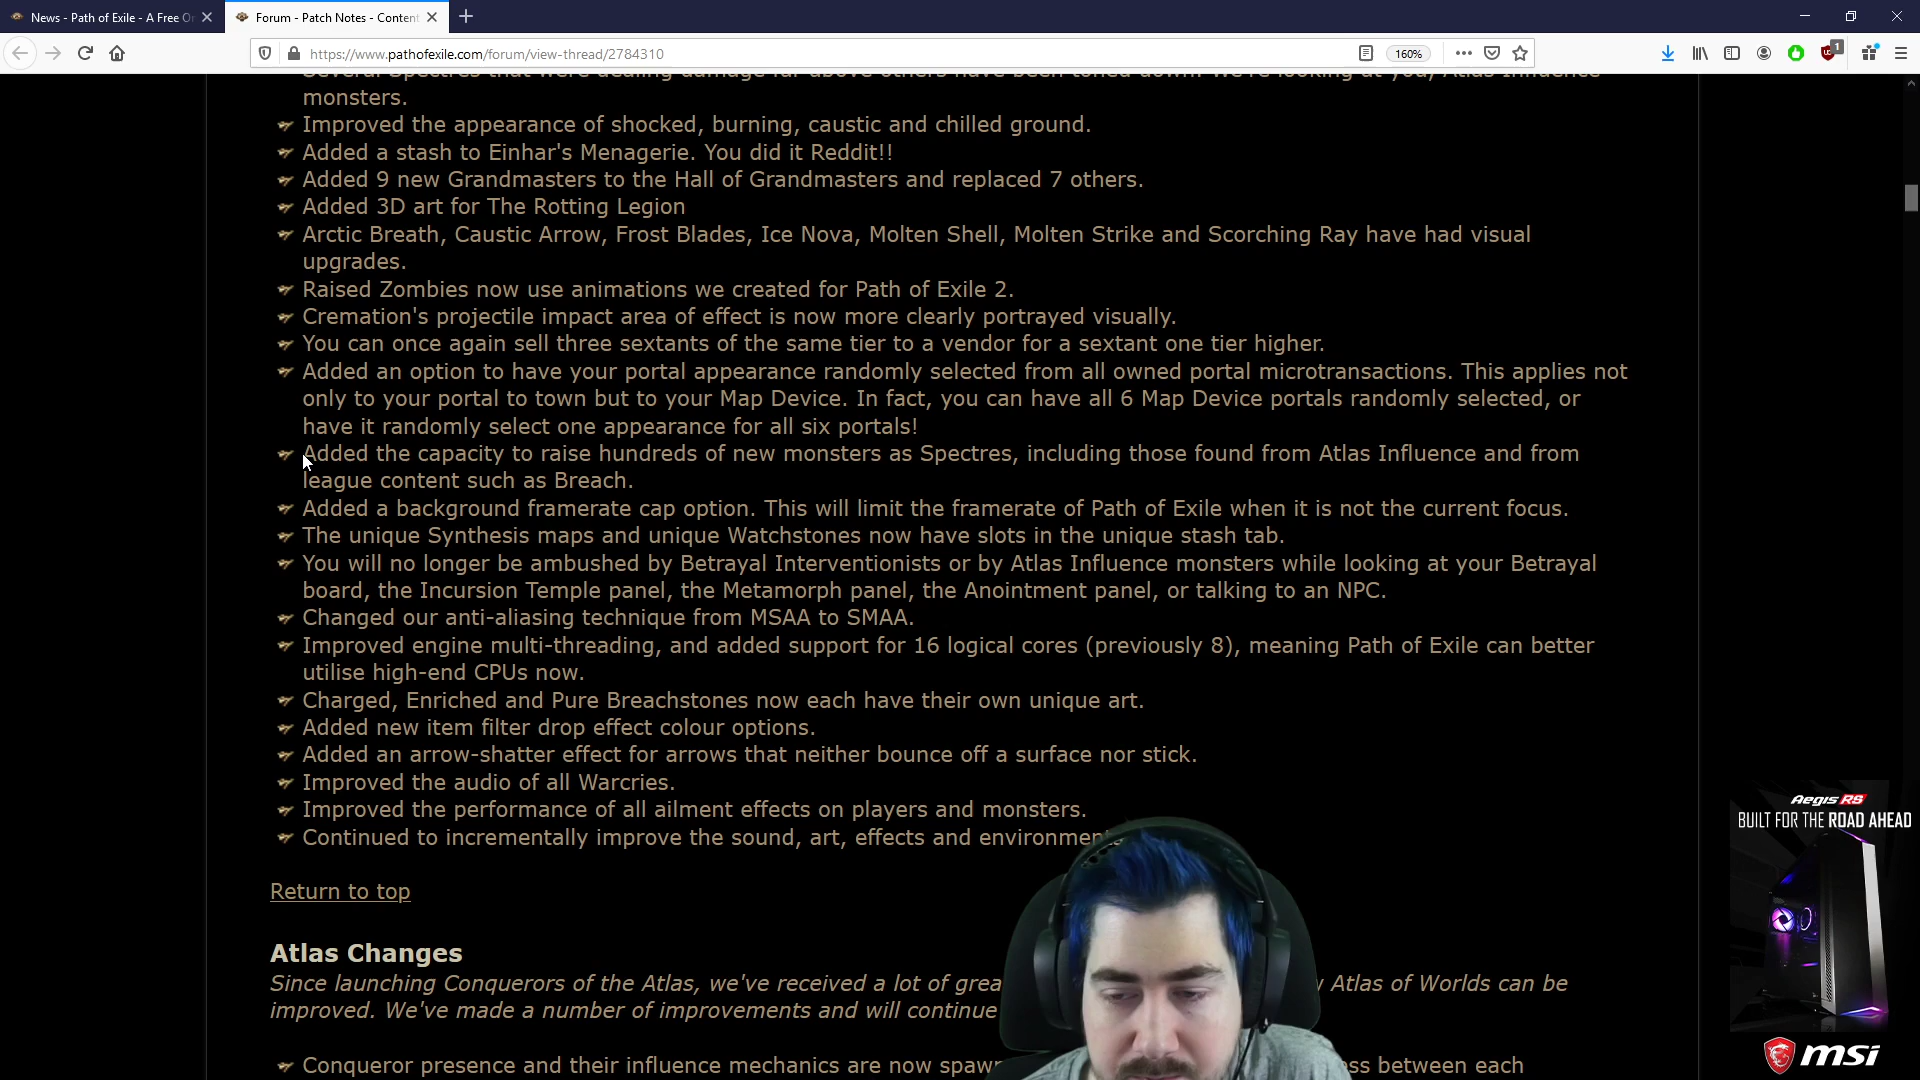 News - Path of Exile - A Free O
Forum - Patch Notes - Content
https://www.pathofexile.com/forum/view-thread/2784310
160%
1
Several Spectres that were dealing damage far above others have been toned down. We're looking at you, Atlas Influence
monsters.
Improved the appearance of shocked, burning, caustic and chilled ground.
Added a stash to Einhar's Menagerie. You did it Reddit!!
Added 9 new Grandmasters to the Hall of Grandmasters and replaced 7 others.
Added 3D art for The Rotting Legion
Arctic Breath, Caustic Arrow, Frost Blades, Ice Nova, Molten Shell, Molten Strike and Scorching Ray have had visual
upgrades.
Raised Zombies now use animations we created for Path of Exile 2.
Cremation's projectile impact area of effect is now more clearly portrayed visually.
You can once again sell three sextants of the same tier to a vendor for a sextant one tier higher.
Added an option to have your portal appearance randomly selected from all owned portal microtransactions. This applies not
only to your portal to town but to your Map Device. In fact, you can have all 6 Map Device portals randomly selected, or
have it randomly select one appearance for all six portals!
Added the capacity to raise hundreds of new monsters as Spectres, including those found from Atlas Influence and from
league content such as Breach.
Added a background framerate cap option. This will limit the framerate of Path of Exile when it is not the current focus.
The unique Synthesis maps and unique Watchstones now have slots in the unique stash tab.
You will no longer be ambushed by Betrayal Interventionists or by Atlas Influence monsters while looking at your Betrayal
board, the Incursion Temple panel, the Metamorph panel, the Anointment panel, or talking to an NPC.
Changed our anti-aliasing technique from MSAA to SMAA.
Improved engine multi-threading, and added support for 16 logical cores (previously 8), meaning Path of Exile can better
utilise high-end CPUs now.
Charged, Enriched and Pure Breachstones now each have their own unique art.
Added new item filter drop effect colour options.
Added an arrow-shatter effect for arrows that neither bounce off a surface nor stick.
Improved the audio of all Warcries.
Improved the performance of all ailment effects on players and monsters.
Continued to incrementally improve the sound, art, effects and environment
Return to top
Atlas Changes
Since launching Conquerors of the Atlas, we've received a lot of grea Atlas of Worlds can be
improved. We've made a number of improvements and will continue
Conqueror presence and their influence mechanics are now spaw ess between each
Aegis RS
BUILT FOR THE ROAD AHEAD
msi